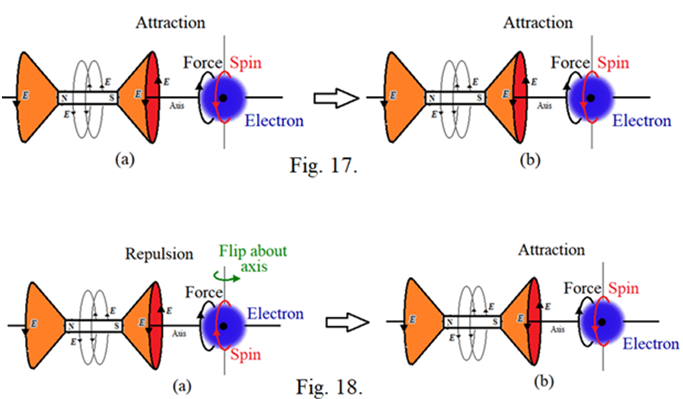 Attraction
Attraction
Force
Spin
E
E
E
E
N
S
E
Axis
Electron
(a)
Force
Spin
E
E
E
E
N
S
E
Axis
Electron
(b)
Fig. 17.
Repulsion
Flip about
axis
Force
Electron
E
E
E
E
N
S
E
Axis
Spin
(a)
Attraction
Force
Spin
E
E
E
E
N
S
E
Axis
Electron
(b)
Fig. 18.